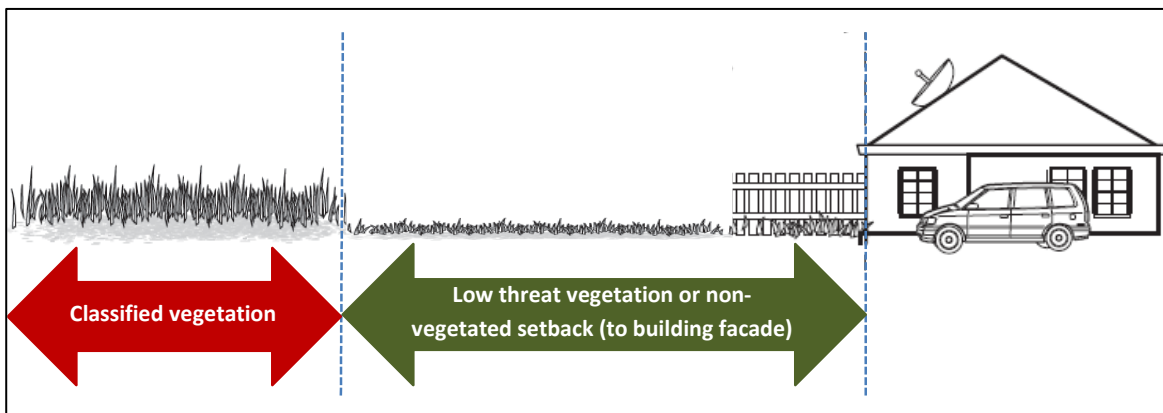 Classified vegetation
Low threat vegetation or non-
vegetated setback (to building facade)